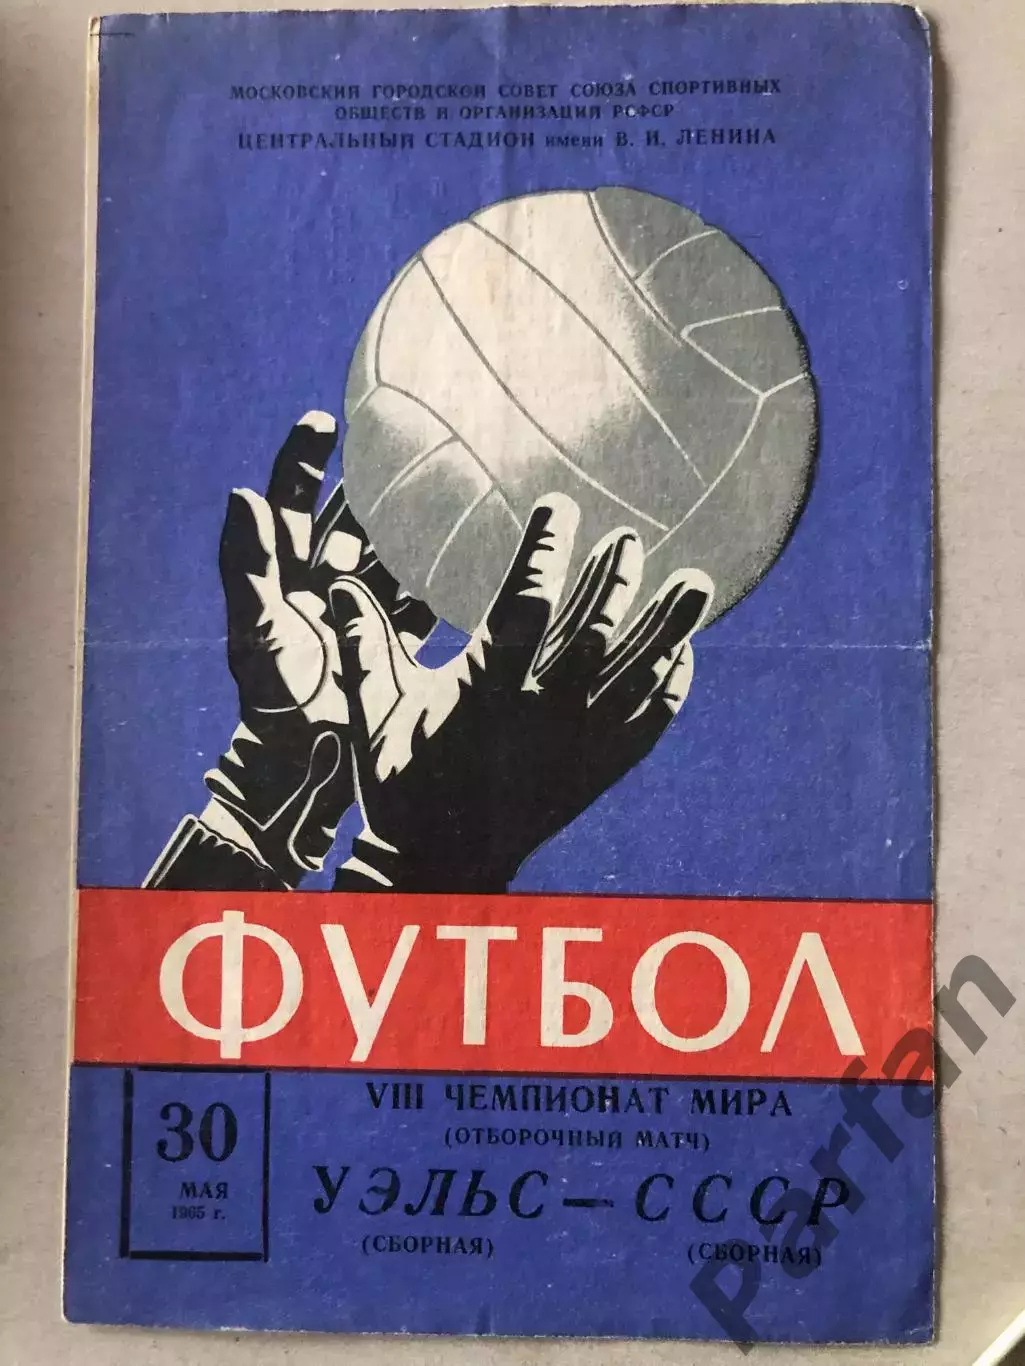 МОСКОВСКИЙ ГОРОДСКОЙ СОВЕТ СОЮЗА СПОРТИВНЫХ
ОБЩЕСТВ И ОРГАНИЗАЦИЙ РСФСР
ЦЕНТРАЛЬНЫЙ СТАДИОН имени В. И. ЛЕНИНА
ФУТБОЛ
30
МАЯ
1965 г.
VIII ЧЕМПИОНАТ МИРА
(ОТБОРОЧНЫЙ МАТЧ)
УЭЛЬС — СССР
(СБОРНАЯ) (СБОРНАЯ)
Parfan